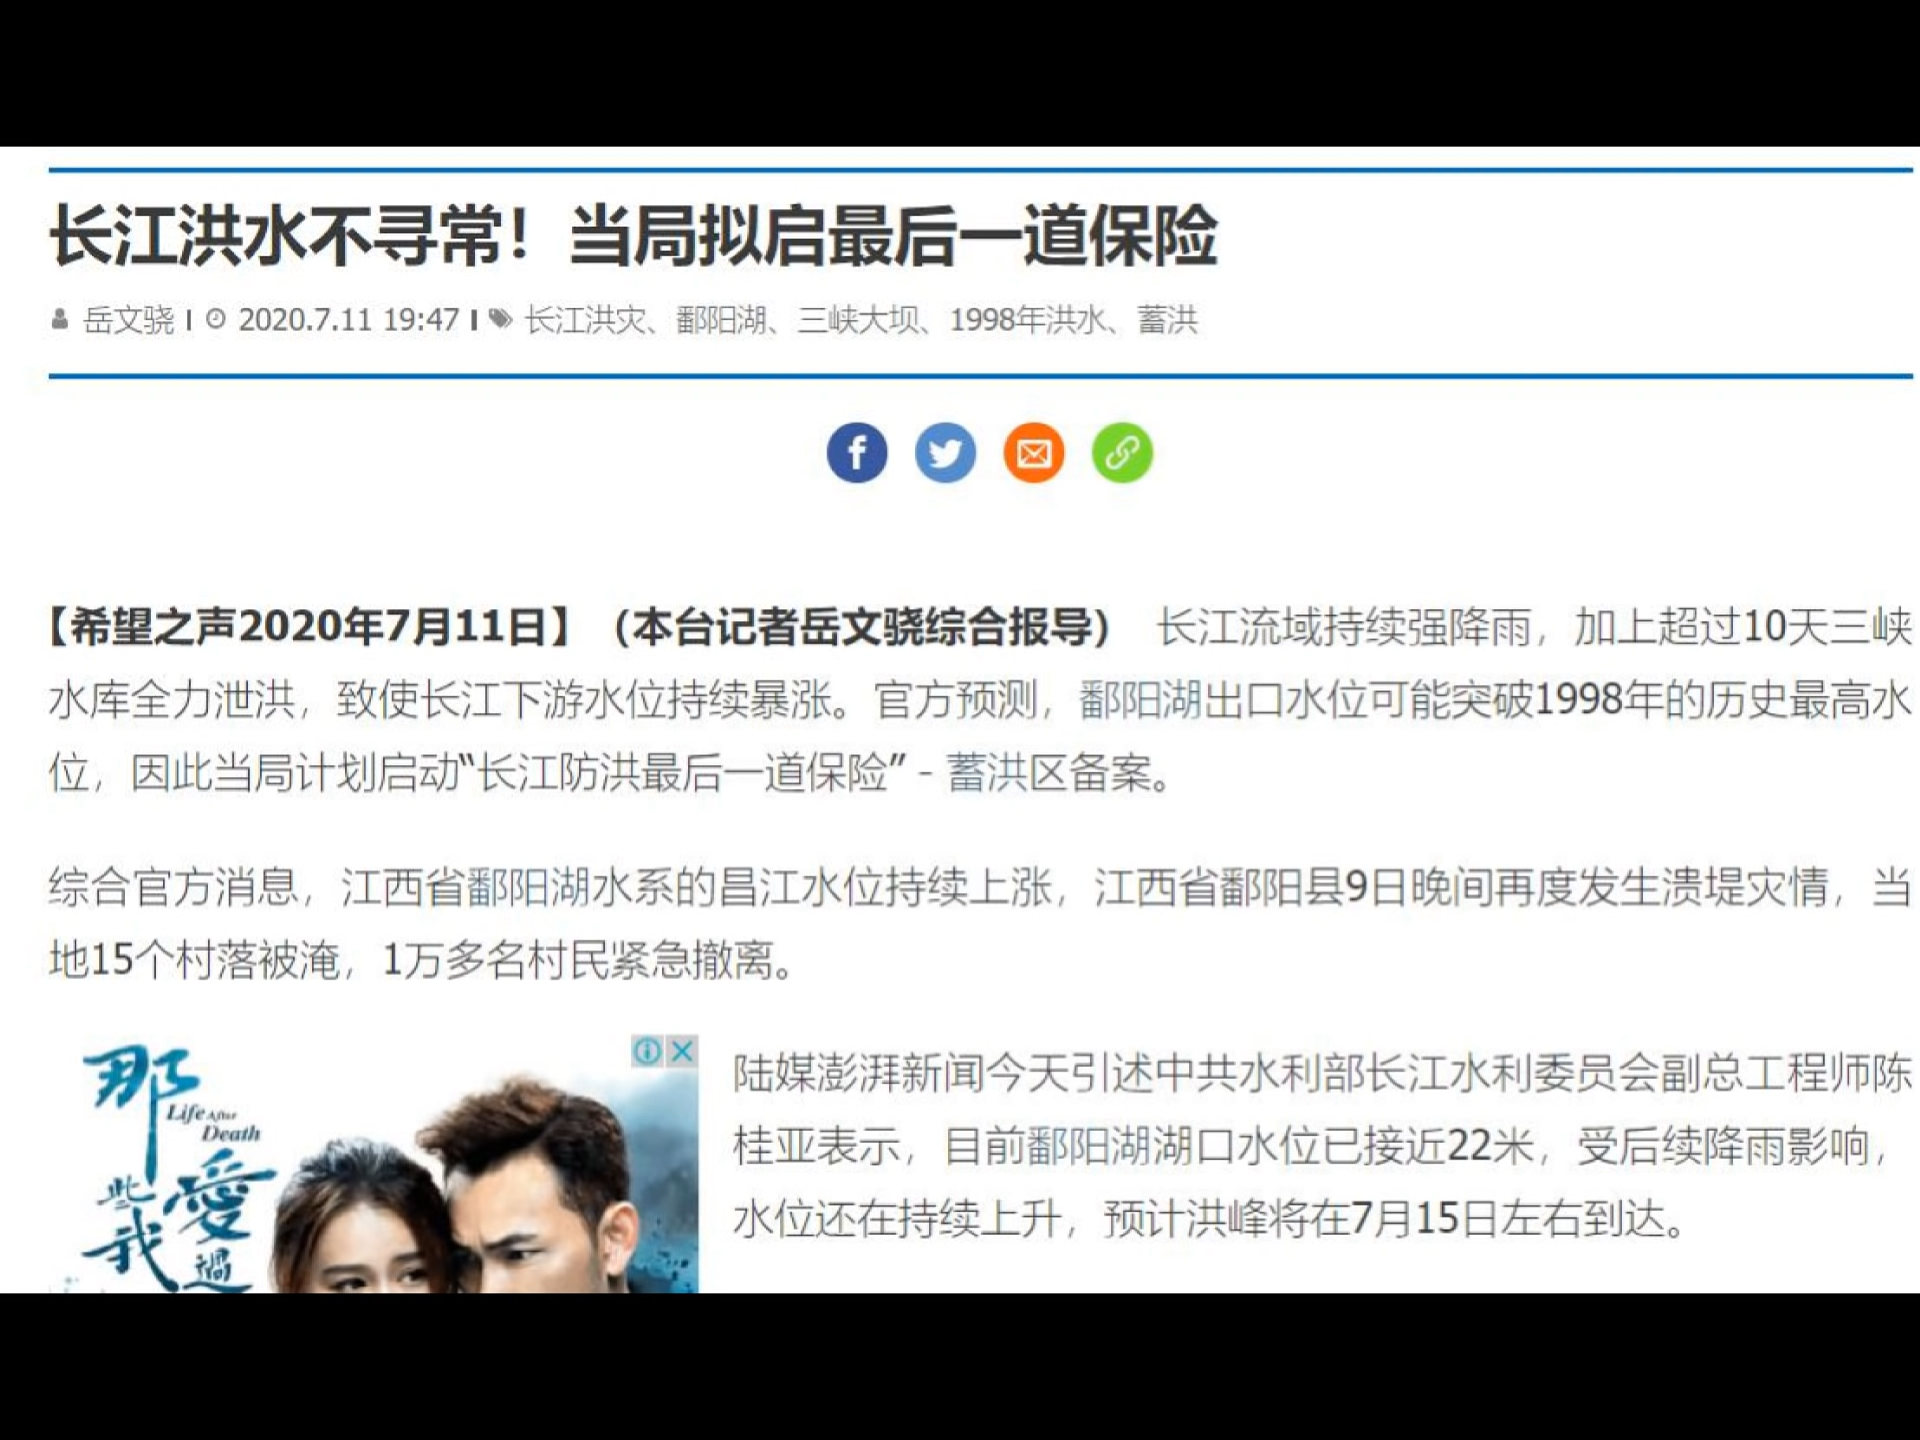 长江洪水不寻常！当局拟启最后一道保险
岳文骁 | 2020.7.11 19:47 | 长江洪灾、鄱阳湖、三峡大坝、1998年洪水、蓄洪
【希望之声2020年7月11日】（本台记者岳文骁综合报导） 长江流域持续强降雨，加上超过10天三峡
水库全力泄洪，致使长江下游水位持续暴涨。官方预测，鄱阳湖出口水位可能突破1998年的历史最高水
位，因此当局计划启动“长江防洪最后一道保险” - 蓄洪区备案。
综合官方消息，江西省鄱阳湖水系的昌江水位持续上涨，江西省鄱阳县9日晚间再度发生溃堤灾情，当
地15个村落被淹，1万多名村民紧急撤离。
那些我愛過
Life After
Death
陆媒澎湃新闻今天引述中共水利部长江水利委员会副总工程师陈
桂亚表示，目前鄱阳湖湖口水位已接近22米，受后续降雨影响，
水位还在持续上升，预计洪峰将在7月15日左右到达。